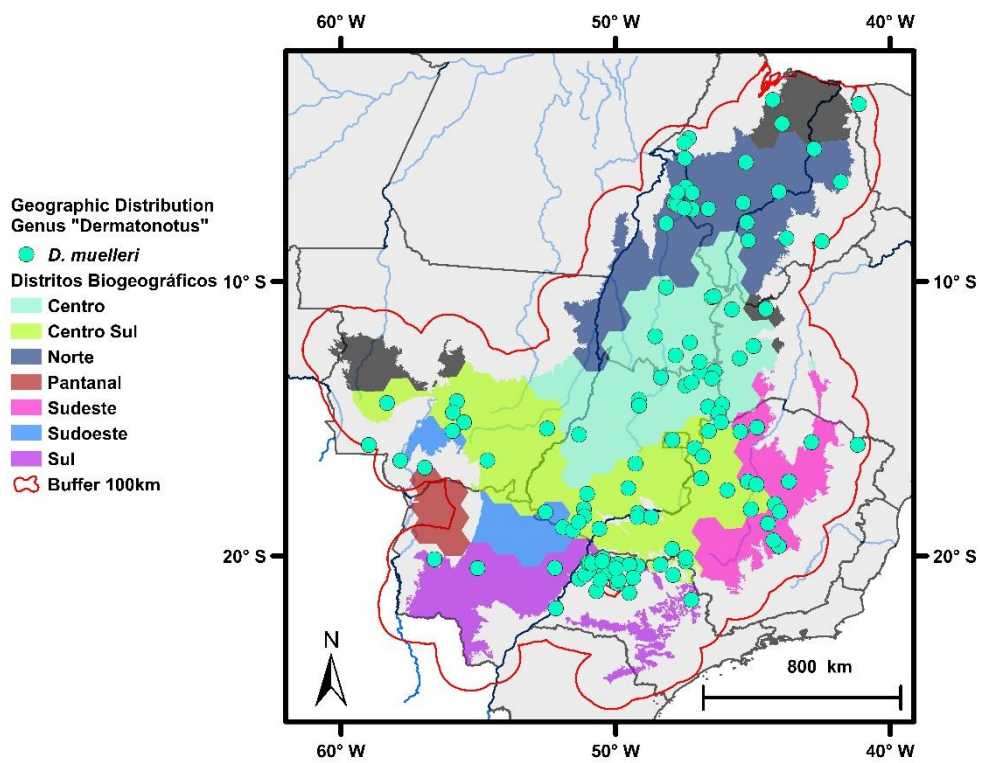 60° W 50° W 40° W
Geographic Distribution
Genus "Dermatonotus"
D. muelleri
Distritos Biogeográficos
Centro
Centro Sul
Norte
Pantanal
Sudeste
Sudoeste
Sul
Buffer 100km
10° S 10° S
20° S 20° S
N
800 km
60° W 50° W 40° W